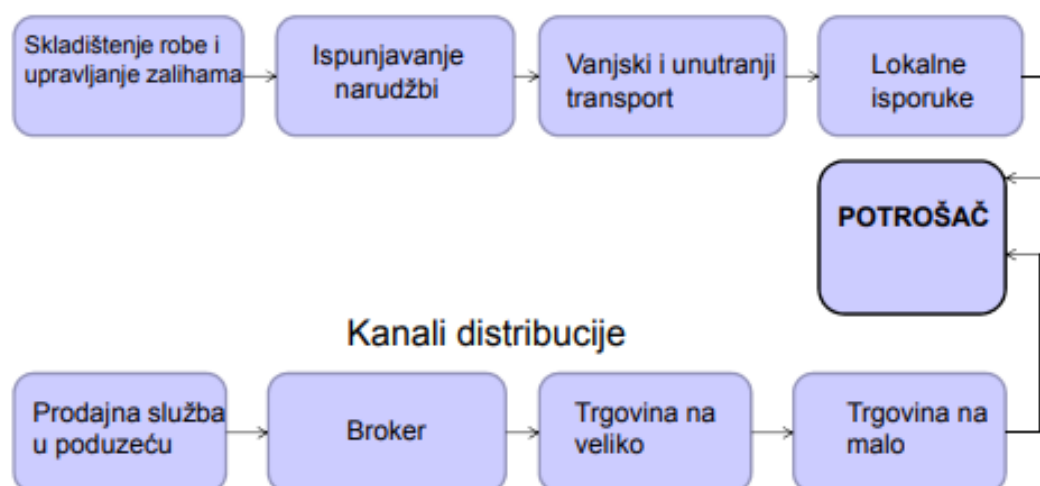 Skladištenje robe i
upravljanje zalihama
Ispunjavanje
narudžbi
Vanjski i unutranji
transport
Lokalne
isporuke
POTROŠAČ
Kanali distribucije
Prodajna služba
u poduzeću
Broker
Trgovina na
veliko
Trgovina na
malo